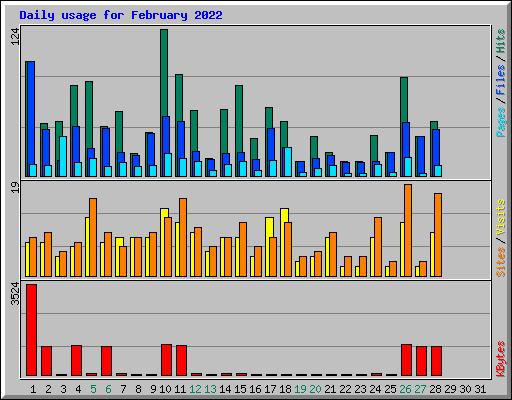 Daily usage for February 2022
124
Pages / Files / Hits
19
Sites / Visits
3524
KBytes
1 2 3 4 5 6 7 8 9 10 11 12 13 14 15 16 17 18 19 20 21 22 23 24 25 26 27 28 29 30 31